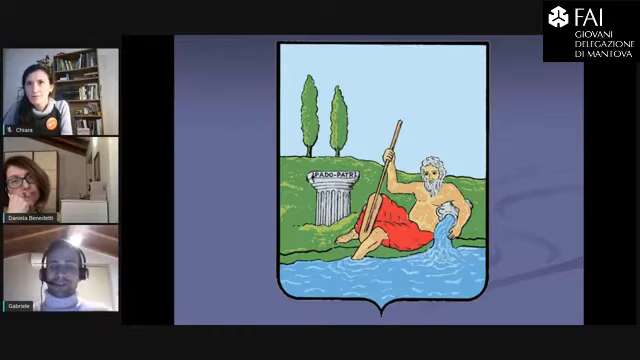 FAI
GIOVANI
DELEGAZIONE
DI MANTOVA
Chiara
Daniela Benedetti
Gabriele
PADO·PATRI